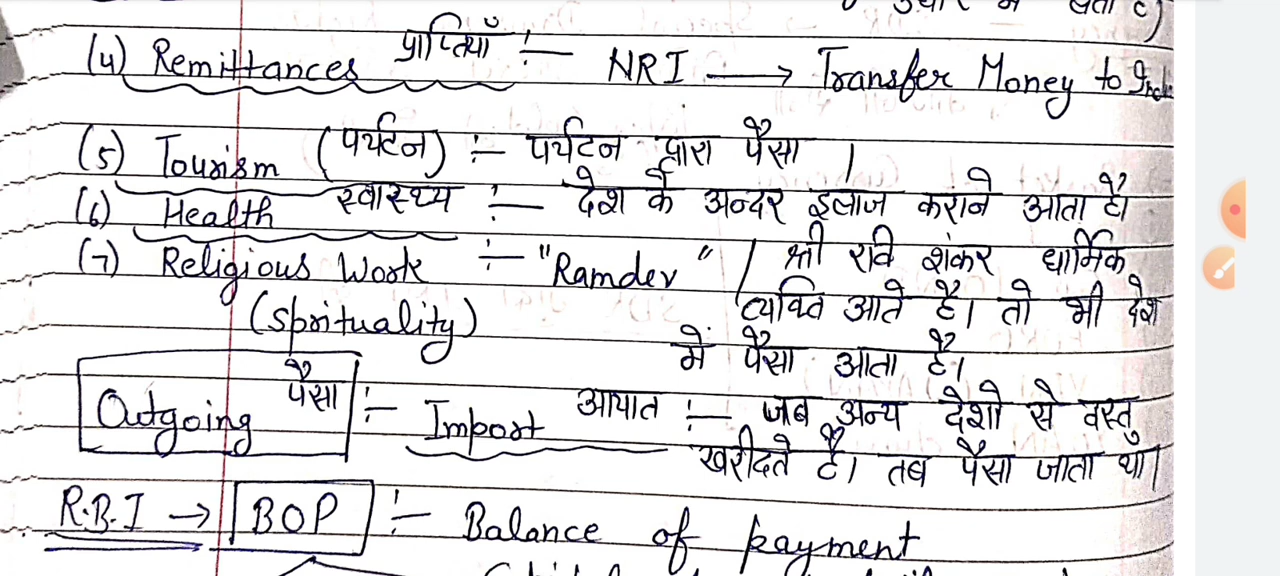 उधार में
(4) Remittances प्राप्तियाँ :— NRI ⟶ Transfer Money to
(5) Tourism (पर्यटन) :— पर्यटन द्वारा पैसा ।
(6) Health स्वास्थ्य :— देश के अन्दर इलाज कराने आता है।
(7) Religious Work :— "Ramdev" / श्री रवि शंकर धार्मिक
(Sprituality) व्यक्ति आते है। तो भी देश
में पैसा आता है।
Outgoing पैसा :— Import आयात :— जब अन्य देशो से वस्तु
खरीदते है। तब पैसा जाता था।
R.B.I → BOP :— Balance of payment